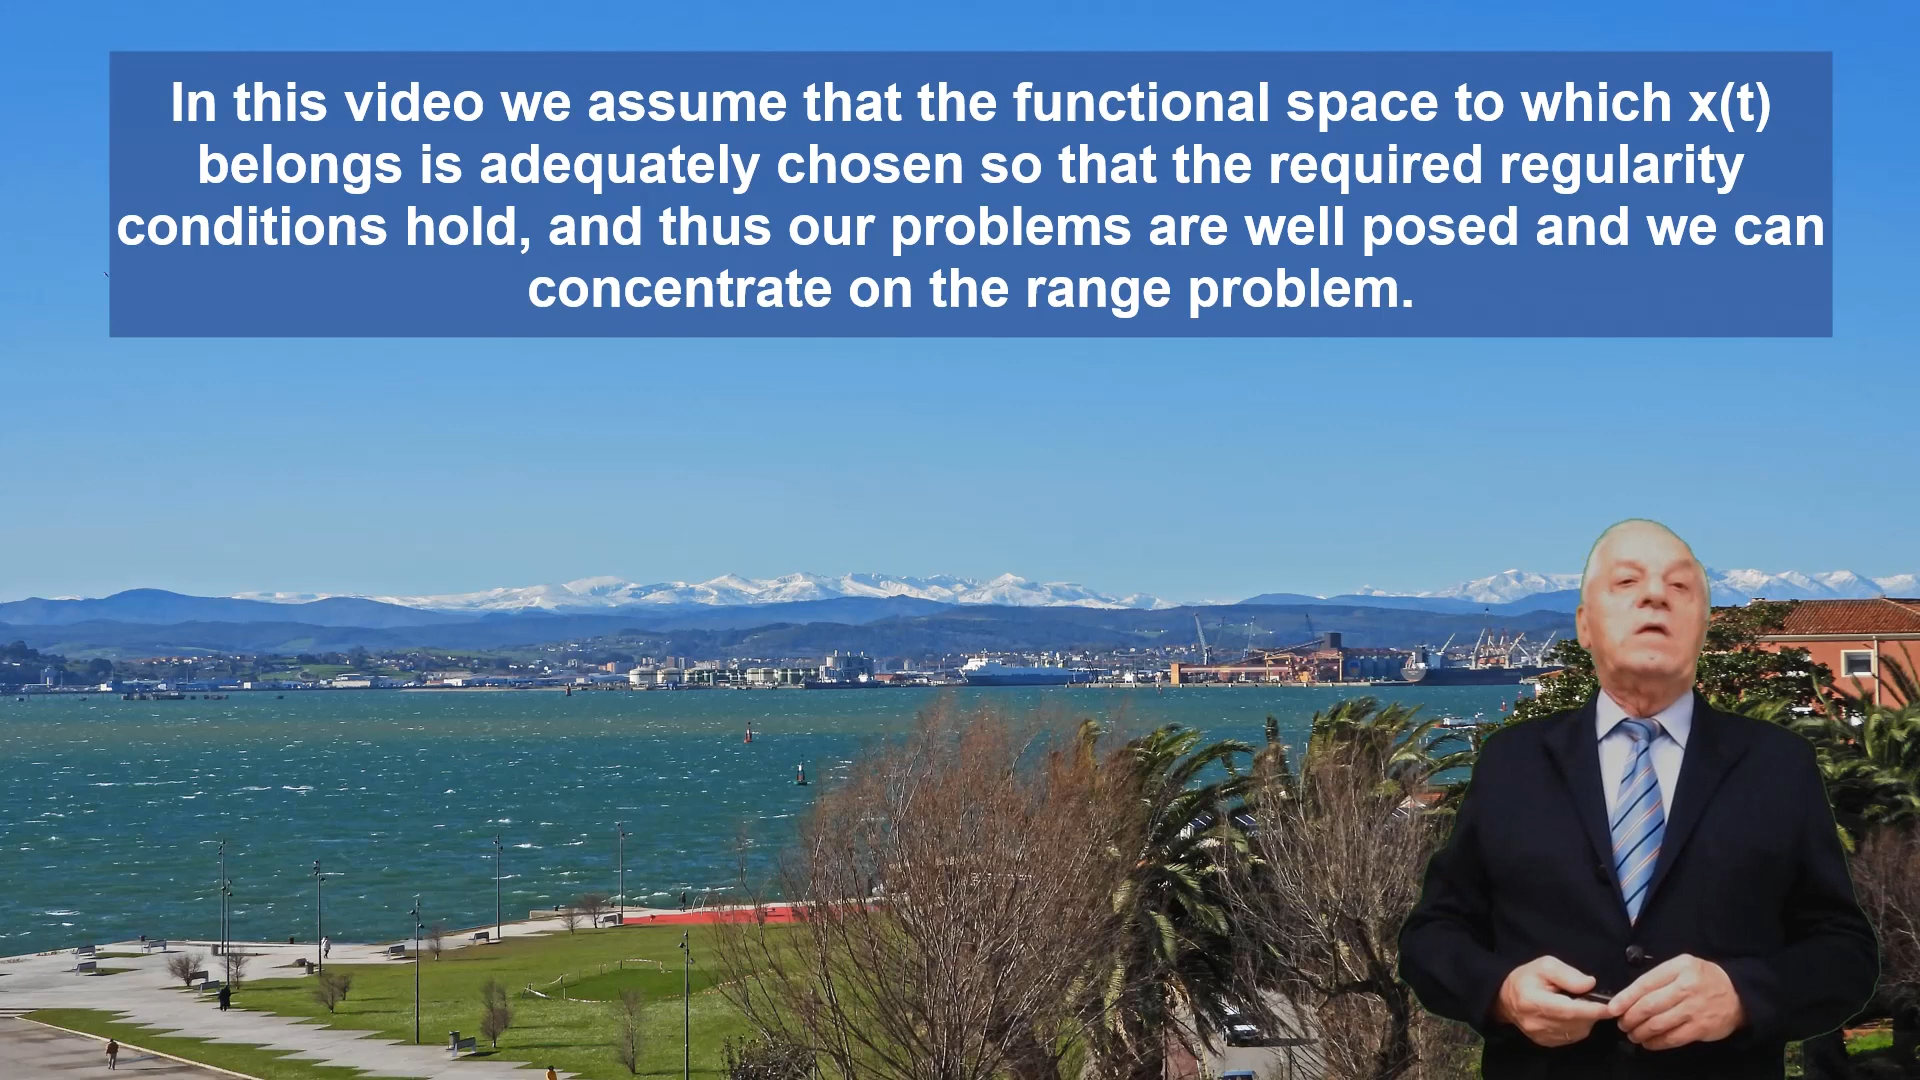 In this video we assume that the functional space to which x(t)
belongs is adequately chosen so that the required regularity
conditions hold, and thus our problems are well posed and we can
concentrate on the range problem.